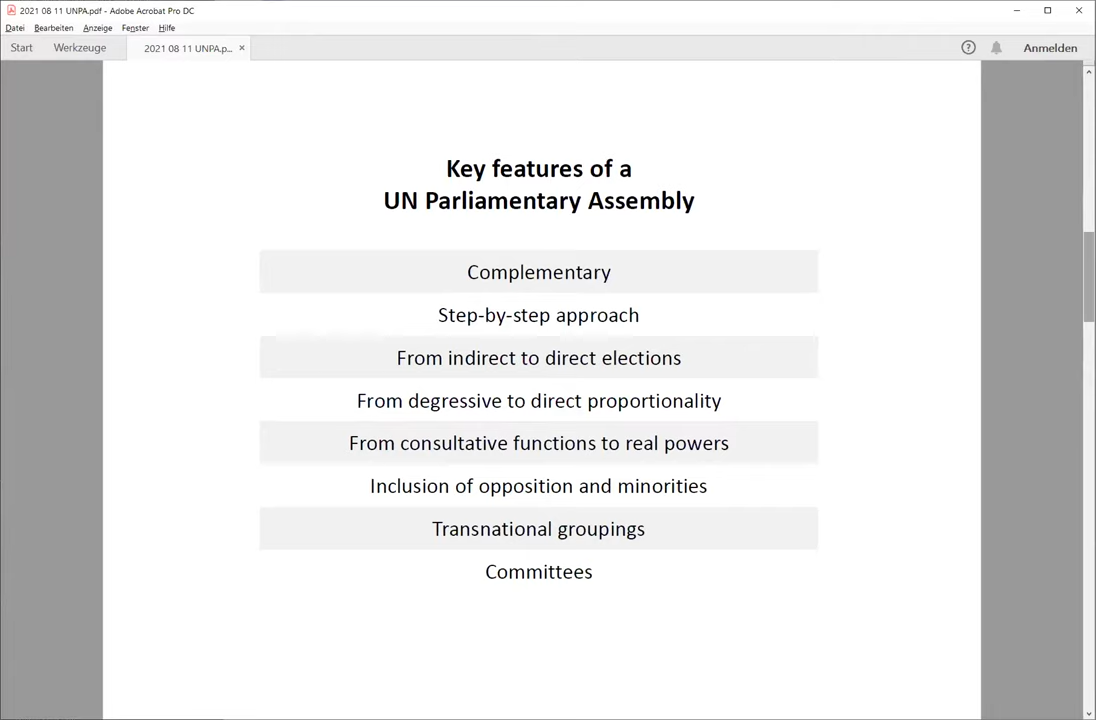 2021 08 11 UNPA.pdf - Adobe Acrobat Pro DC
Datei Bearbeiten Anzeige Fenster Hilfe
Start Werkzeuge 2021 08 11 UNPA.p... × Anmelden
Key features of a
UN Parliamentary Assembly
Complementary
Step-by-step approach
From indirect to direct elections
From degressive to direct proportionality
From consultative functions to real powers
Inclusion of opposition and minorities
Transnational groupings
Committees